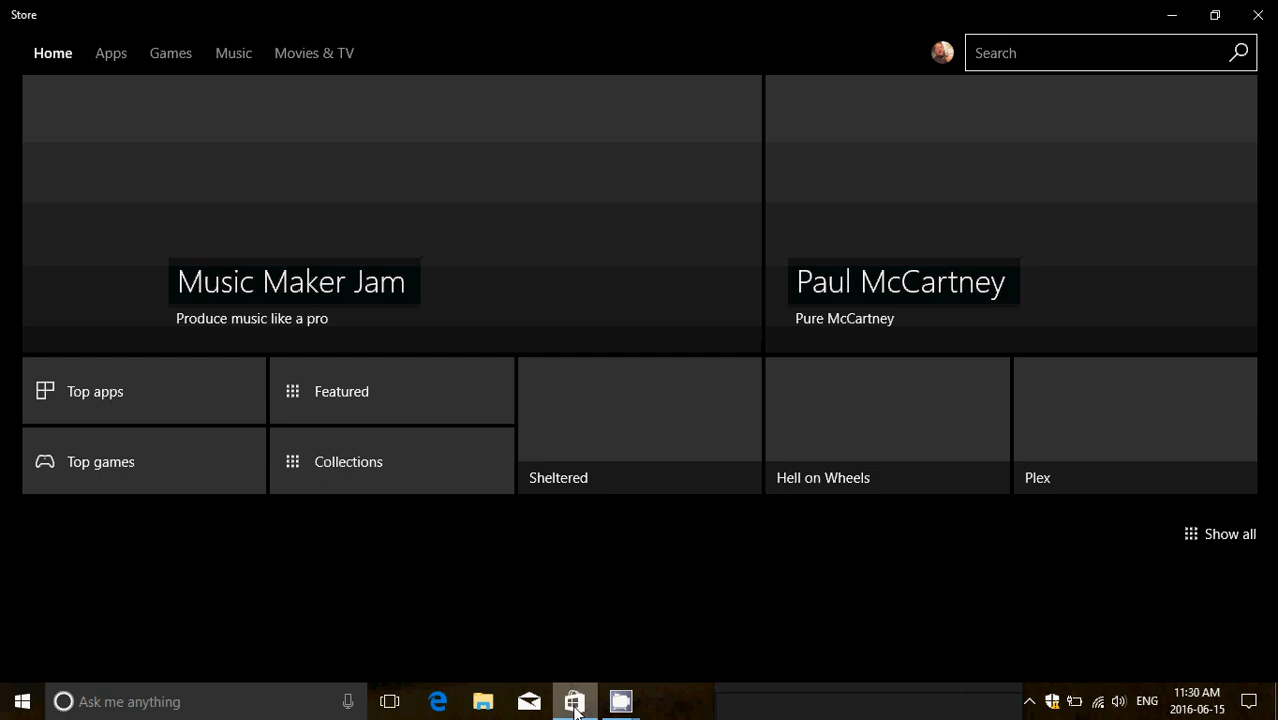 Store
Home Apps Games Music Movies & TV
Search
Music Maker Jam
Produce music like a pro
Paul McCartney
Pure McCartney
Top apps
Featured
Top games
Collections
Sheltered
Hell on Wheels
Plex
Show all
Ask me anything
ENG
11:30 AM
2016-06-15